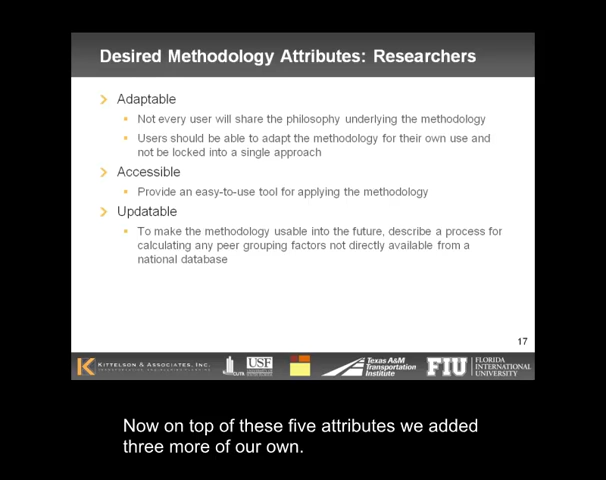 Desired Methodology Attributes: Researchers
Adaptable
Not every user will share the philosophy underlying the methodology
Users should be able to adapt the methodology for their own use and
not be locked into a single approach
Accessible
Provide an easy-to-use tool for applying the methodology
Updatable
To make the methodology usable into the future, describe a process for
calculating any peer grouping factors not directly available from a
national database
17
KITTELSON & ASSOCIATES, INC.
CUTR
USF
Texas A&M
Transportation
Institute
FIU
FLORIDA
INTERNATIONAL
UNIVERSITY
Now on top of these five attributes we added
three more of our own.